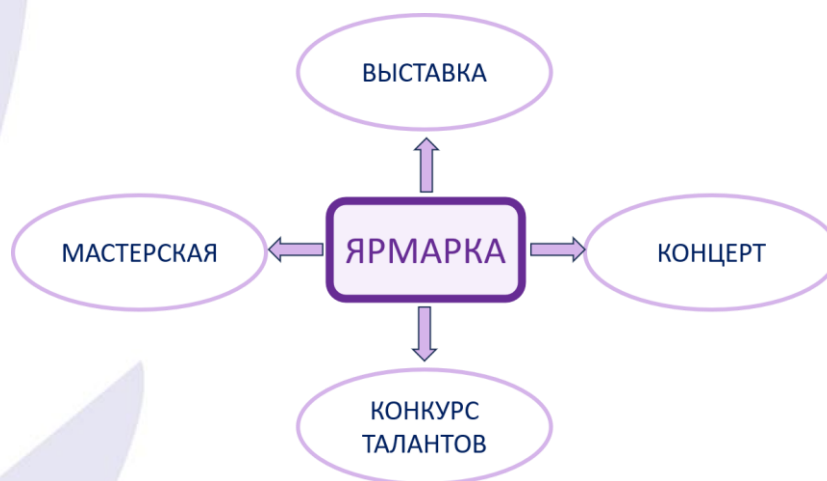 ВЫСТАВКА
МАСТЕРСКАЯ
ЯРМАРКА
КОНЦЕРТ
КОНКУРС
ТАЛАНТОВ